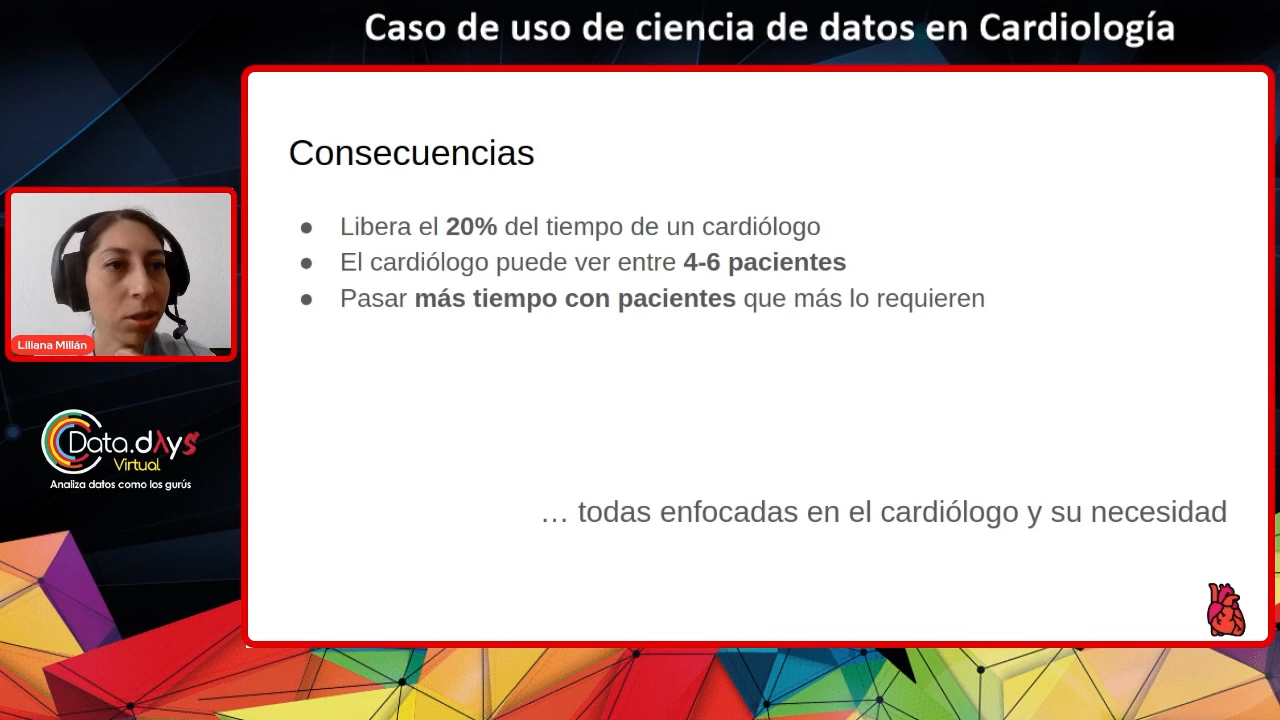 Caso de uso de ciencia de datos en Cardiología
Consecuencias
● Libera el 20% del tiempo de un cardiólogo
● El cardiólogo puede ver entre 4-6 pacientes
● Pasar más tiempo con pacientes que más lo requieren
… todas enfocadas en el cardiólogo y su necesidad
Liliana Millán
Data.dλys
Virtual
Analiza datos como los gurús